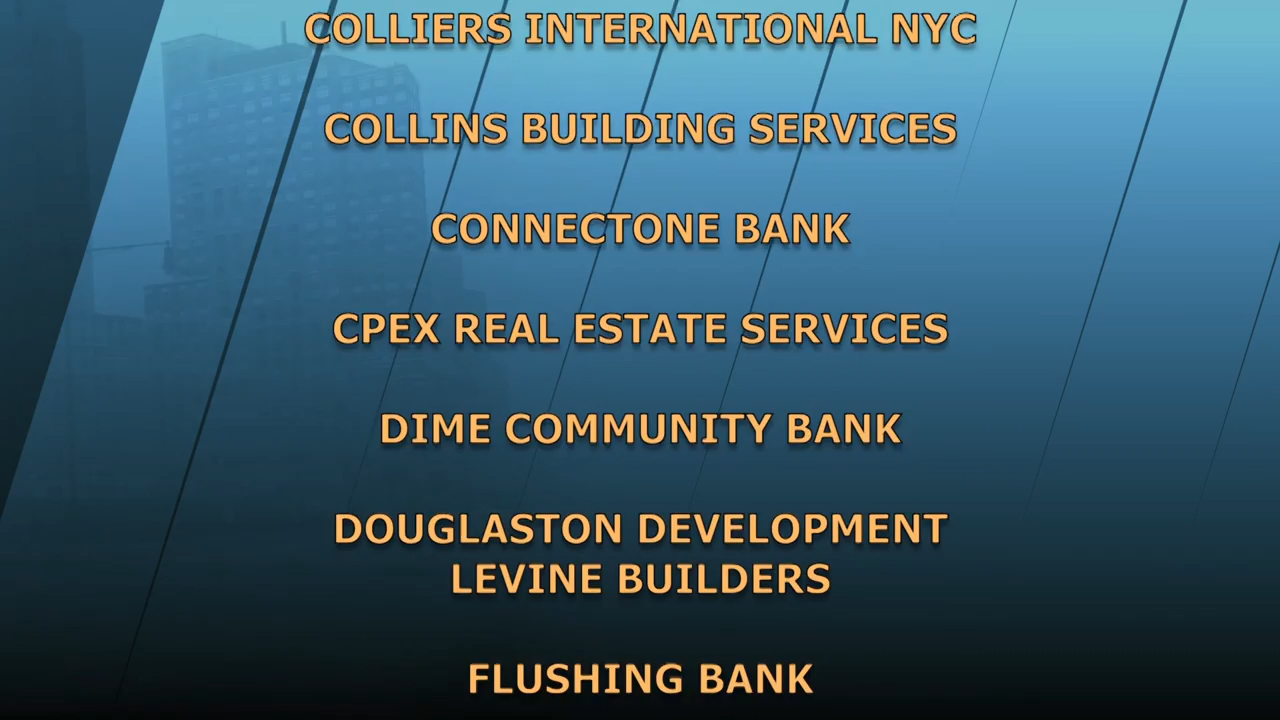 COLLIERS INTERNATIONAL NYC
COLLINS BUILDING SERVICES
CONNECTONE BANK
CPEX REAL ESTATE SERVICES
DIME COMMUNITY BANK
DOUGLASTON DEVELOPMENT
LEVINE BUILDERS
FLUSHING BANK